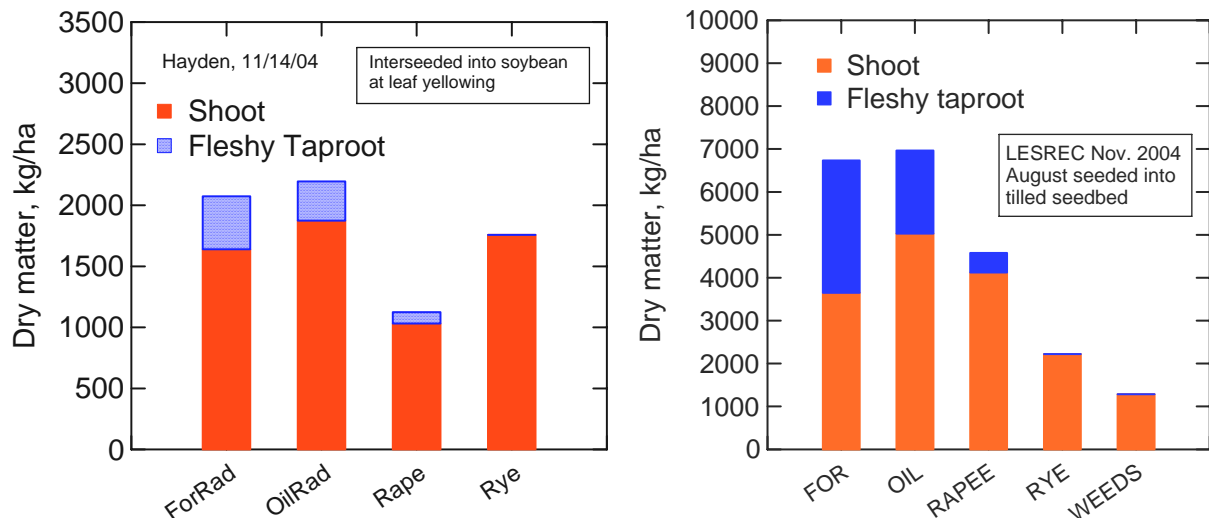 3500
3000
2500
2000
1500
1000
500
0
Dry matter, kg/ha
Hayden, 11/14/04
Interseeded into soybean
at leaf yellowing
Shoot
Fleshy Taproot
ForRad
OilRad
Rape
Rye
10000
9000
8000
7000
6000
5000
4000
3000
2000
1000
0
Dry matter, kg/ha
Shoot
Fleshy taproot
LESREC Nov. 2004
August seeded into
tilled seedbed
FOR
OIL
RAPEE
RYE
WEEDS